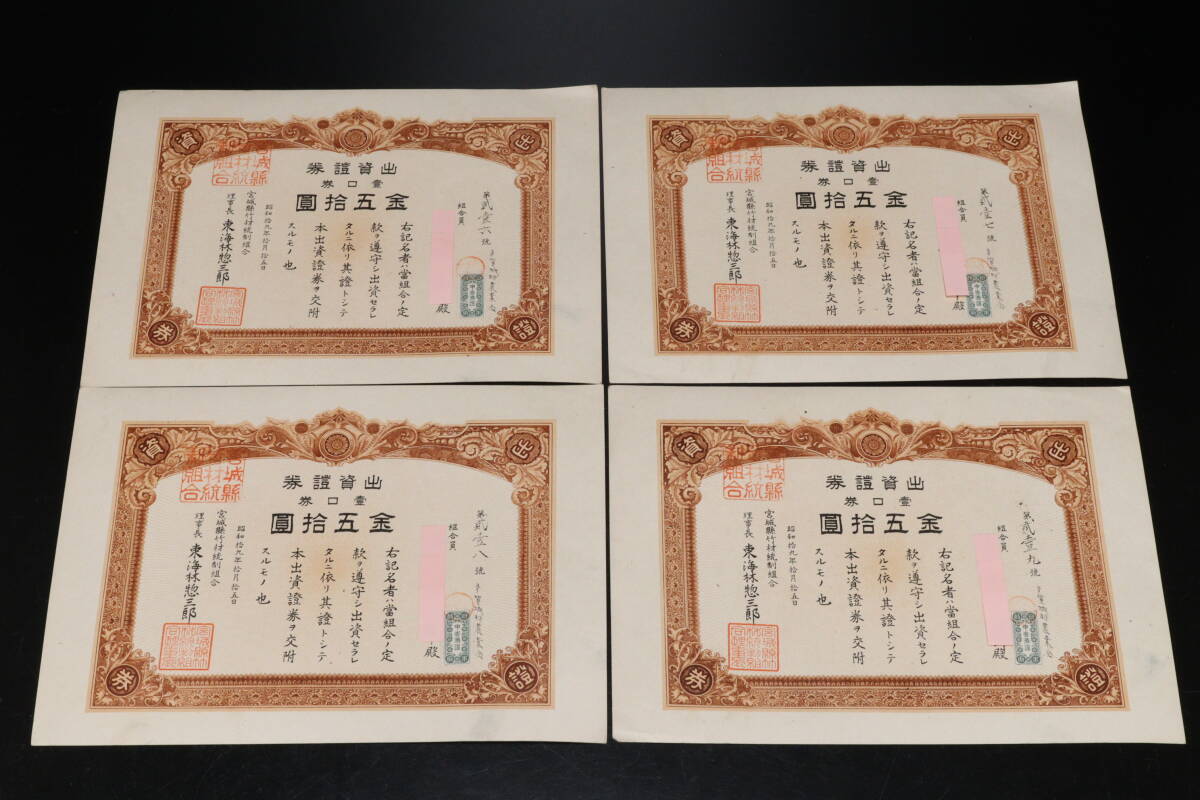 出資證券
壹口券
金五拾圓
第貳壹六號
組合員
殿
右記名者ハ當組合ノ定
款ヲ遵守シ出資セラレ
タルニ依リ其證トシテ
本出資證券ヲ交附
スルモノ也
昭和拾九年拾月拾五日
宮城縣竹材統制組合
理事長 東海林惣三郎
出資證券
壹口券
金五拾圓
第貳壹七號
組合員
殿
右記名者ハ當組合ノ定
款ヲ遵守シ出資セラレ
タルニ依リ其證トシテ
本出資證券ヲ交附
スルモノ也
昭和拾九年拾月拾五日
宮城縣竹材統制組合
理事長 東海林惣三郎
出資證券
壹口券
金五拾圓
第貳壹八號
組合員
殿
右記名者ハ當組合ノ定
款ヲ遵守シ出資セラレ
タルニ依リ其證トシテ
本出資證券ヲ交附
スルモノ也
昭和拾九年拾月拾五日
宮城縣竹材統制組合
理事長 東海林惣三郎
出資證券
壹口券
金五拾圓
第貳壹九號
組合員
殿
右記名者ハ當組合ノ定
款ヲ遵守シ出資セラレ
タルニ依リ其證トシテ
本出資證券ヲ交附
スルモノ也
昭和拾九年拾月拾五日
宮城縣竹材統制組合
理事長 東海林惣三郎